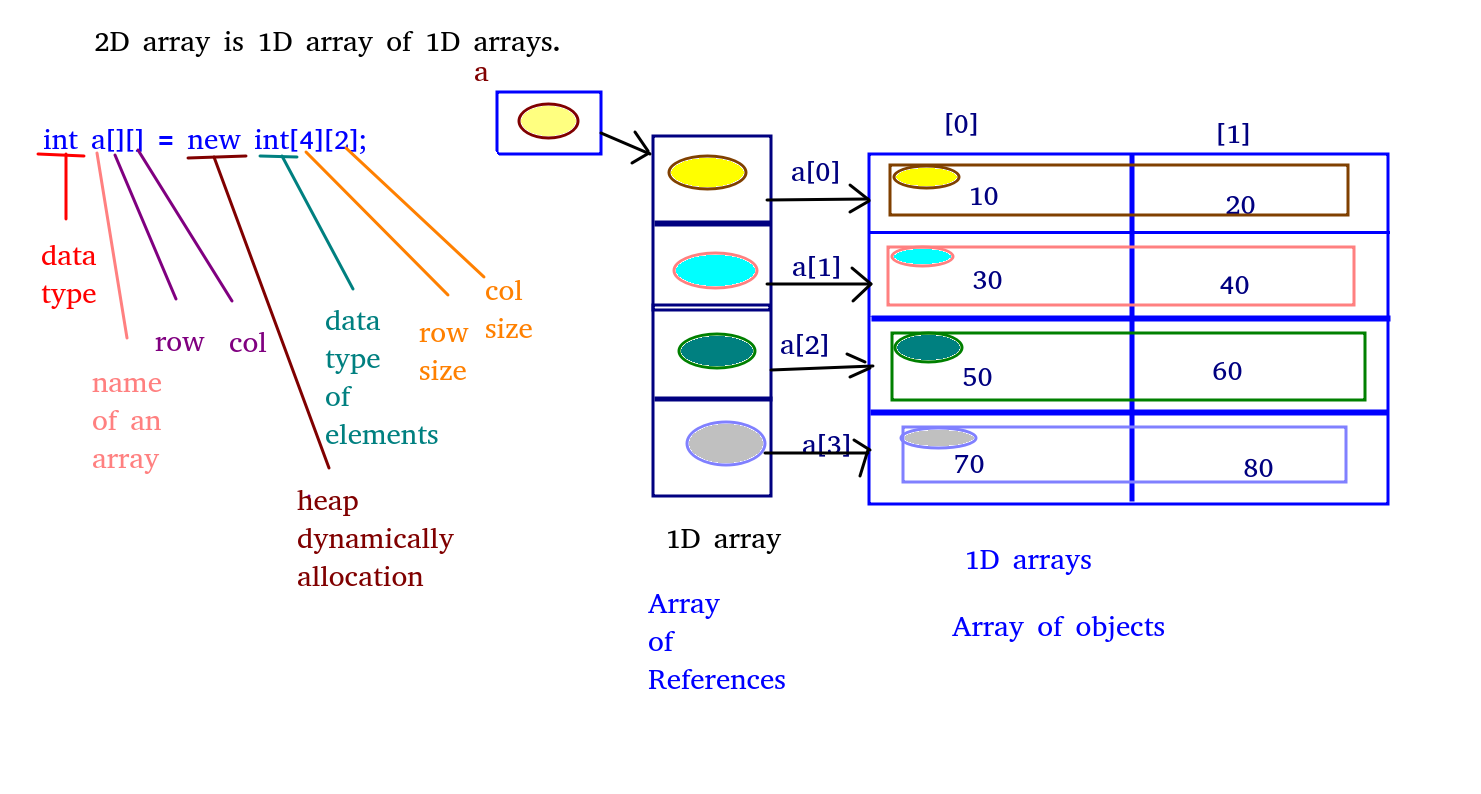 2D array is 1D array of 1D arrays.
a
int a[][] = new int[4][2];
data
type
name
of an
array
row
col
heap
dynamically
allocation
data
type
of
elements
row
size
col
size
a[0]
a[1]
a[2]
a[3]
[0]
[1]
10
20
30
40
50
60
70
80
1D array
Array
of
References
1D arrays
Array of objects